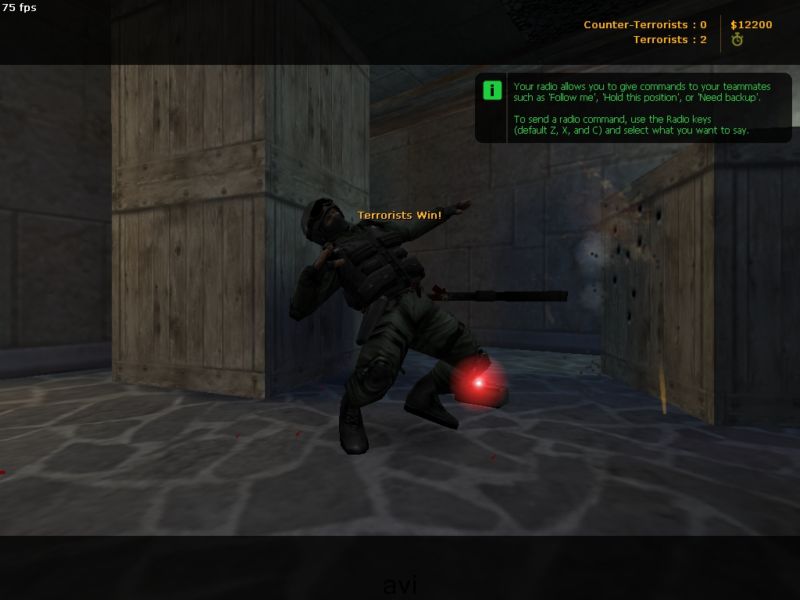 75 fps
Counter-Terrorists : 0
$12200
Terrorists : 2
i
Your radio allows you to give commands to your teammates
such as 'Follow me', 'Hold this position', or 'Need backup'.
To send a radio command, use the Radio keys
(default Z, X, and C) and select what you want to say.
Terrorists Win!
avi